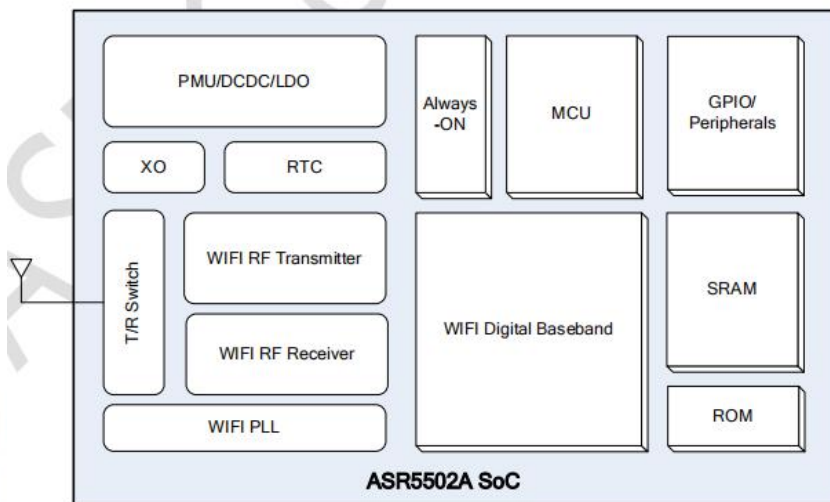 PMU/DCDC/LDO
Always
-ON
MCU
GPIO/
Peripherals
XO
RTC
T/R Switch
WIFI RF Transmitter
WIFI RF Receiver
WIFI PLL
WIFI Digital Baseband
SRAM
ROM
ASR5502A SoC